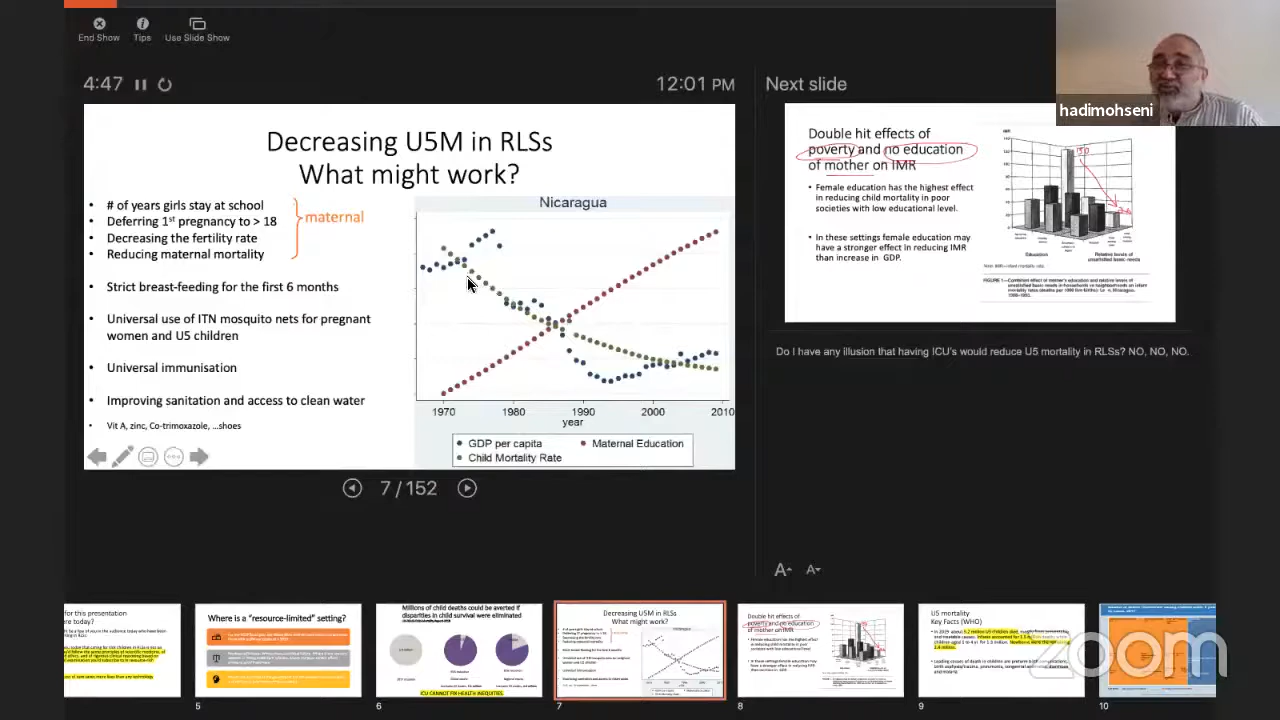 End Show
Tips
Use Slide Show
4:47
12:01 PM
Next slide
hadimohseni
Decreasing U5M in RLSs
What might work?
# of years girls stay at school
Deferring 1st pregnancy to > 18
Decreasing the fertility rate
Reducing maternal mortality
maternal
Strict breast-feeding for the first 6 months
Universal use of ITN mosquito nets for pregnant
women and U5 children
Universal immunisation
Improving sanitation and access to clean water
Vit A, zinc, Co-trimoxazole, ...shoes
Nicaragua
1970 1980 1990 2000 2010
year
GDP per capita
Maternal Education
Child Mortality Rate
7 / 152
Double hit effects of
poverty and no education
of mother on IMR
Female education has the highest effect
in reducing child mortality in poor
societies with low educational level.
In these settings female education may
have a stronger effect in reducing IMR
than increase in GDP.
Education
Do I have any illusion that having ICU's would reduce U5 mortality in RLSs? NO, NO, NO.
A A
for this presentation
Where is a "resource-limited" setting?
Millions of child deaths could be averted if
disparities in child survival were eliminated
ICU CANNOT FIX HEALTH INEQUITIES
Decreasing U5M in RLSs
What might work?
Double hit effects of
poverty and no education
of mother on IMR
U5 mortality
Key Facts (WHO)
5
6
7
8
9
10
zoom